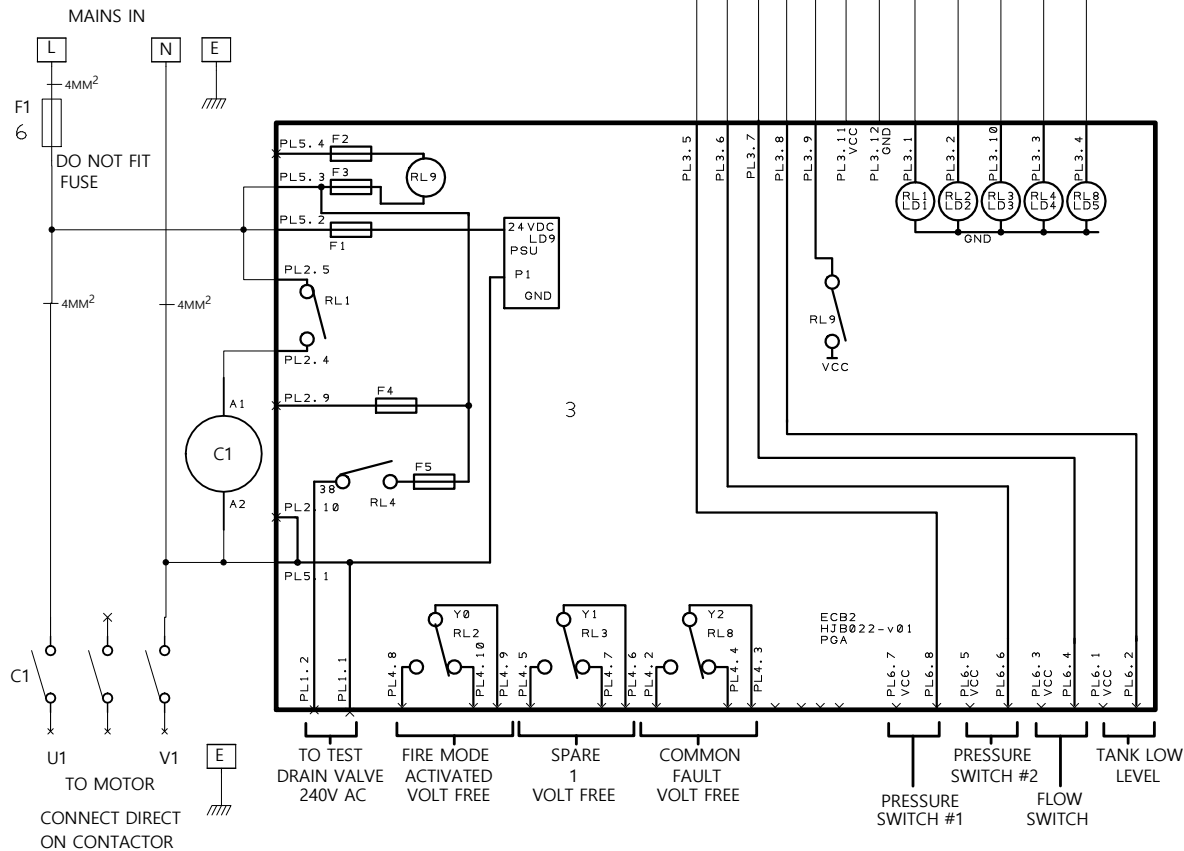 MAINS IN
L
N
E
4MM²
F1
6
DO NOT FIT
FUSE
4MM²
4MM²
PL5.4
F2
RL9
PL5.3
F3
PL5.2
F1
24VDC
LD9
PSU
P1
GND
PL2.5
RL1
PL2.4
A1
C1
A2
PL2.9
F4
3
38
RL4
F5
PL2.10
PL5.1
PL3.5
PL3.6
PL3.7
PL3.8
PL3.9
PL3.11
VCC
PL3.12
GND
PL3.1
PL3.2
PL3.10
PL3.3
PL3.4
RL1
LD1
RL2
LD2
RL3
LD3
RL4
LD4
RL8
LD5
GND
RL9
VCC
C1
U1
V1
E
TO MOTOR
CONNECT DIRECT
ON CONTACTOR
PL1.2
PL1.1
Y0
RL2
PL4.8
PL4.10
PL4.9
Y1
RL3
PL4.5
PL4.7
PL4.6
Y2
RL8
PL4.2
PL4.4
PL4.3
ECB2
HJB022-v01
PGA
PL6.7
VCC
PL6.8
PL6.5
VCC
PL6.6
PL6.3
VCC
PL6.4
PL6.1
VCC
PL6.2
TO TEST
DRAIN VALVE
240V AC
FIRE MODE
ACTIVATED
VOLT FREE
SPARE
1
VOLT FREE
COMMON
FAULT
VOLT FREE
PRESSURE
SWITCH #1
PRESSURE
SWITCH #2
FLOW
SWITCH
TANK LOW
LEVEL